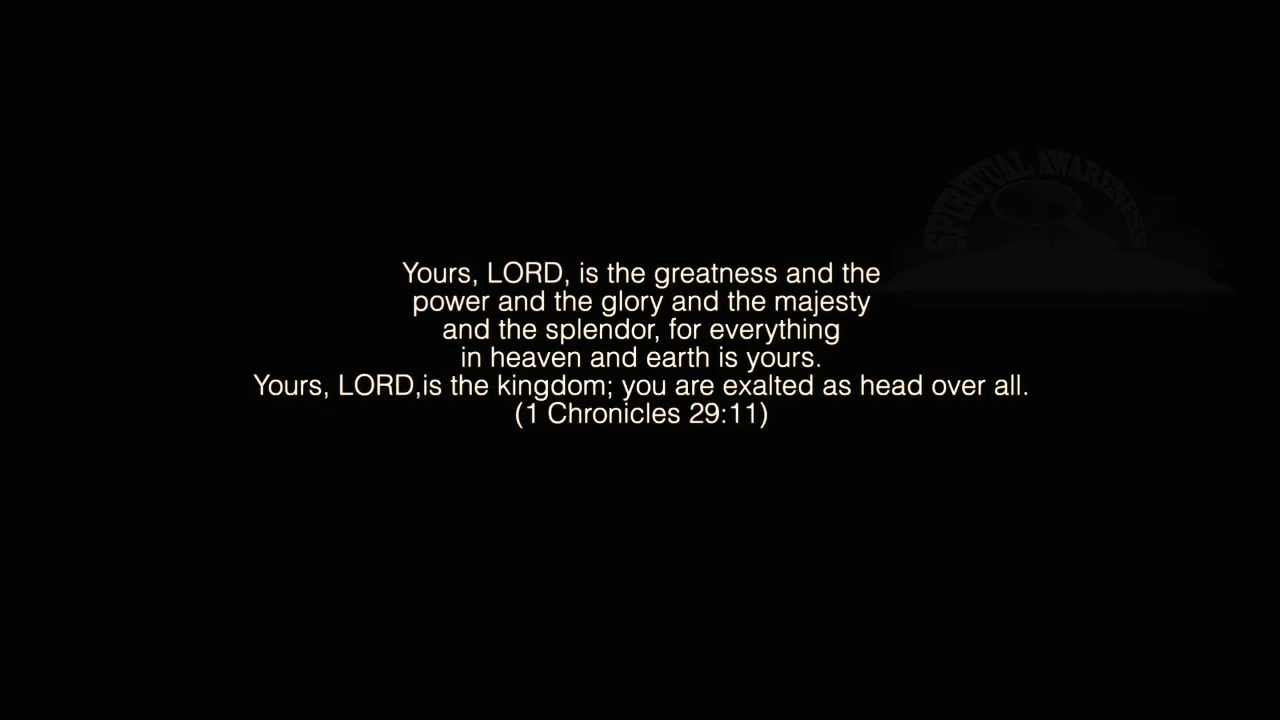 SPIRITUAL AWARENESS
Yours, LORD, is the greatness and the
power and the glory and the majesty
and the splendor, for everything
in heaven and earth is yours.
Yours, LORD,is the kingdom; you are exalted as head over all.
(1 Chronicles 29:11)